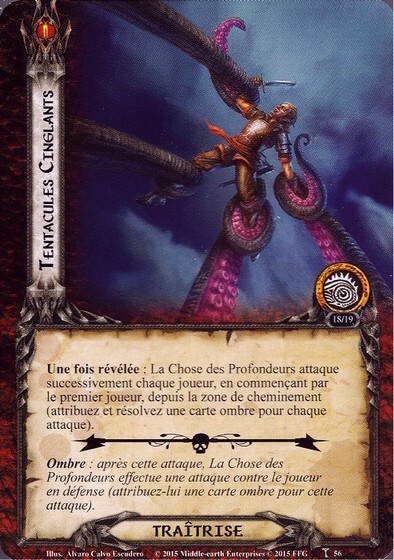 TENTACULES CINGLANTS
18/19
Une fois révélée : La Chose des Profondeurs attaque
successivement chaque joueur, en commençant par
le premier joueur, depuis la zone de cheminement
(attribuez et résolvez une carte ombre pour chaque
attaque).
Ombre : après cette attaque, La Chose des
Profondeurs effectue une attaque contre le joueur
en défense (attribuez-lui une carte ombre pour cette
attaque).
TRAÎTRISE
Illus. Álvaro Calvo Escudero © 2015 Middle-earth Enterprises © 2015 FFG 56